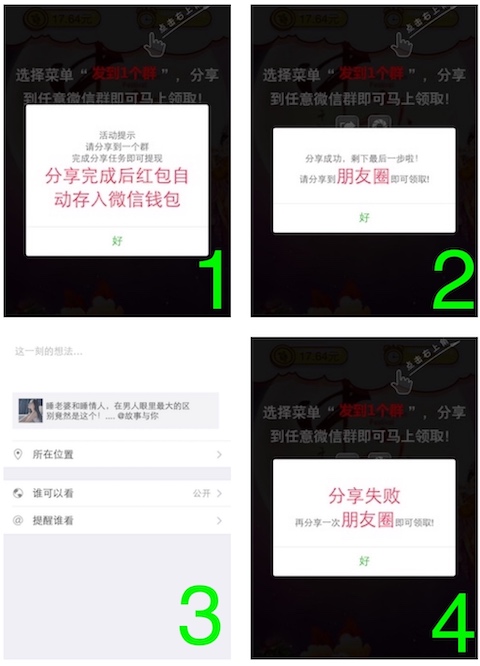 17.64元
点击右上角
选择菜单“发到1个群”，分享
到任意微信群即可马上领取!
活动提示
请分享到一个群
完成分享任务即可提现
分享完成后红包自
动存入微信钱包
好
1
17.64元
点击右上角
选择菜单“发到1个群”，分享
到任意微信群即可马上领取!
分享成功，剩下最后一步啦!
请分享到朋友圈即可领取!
好
2
这一刻的想法...
睡老婆和睡情人，在男人眼里最大的区
别竟然是这个! .... @故事与你
所在位置
谁可以看
公开
@ 提醒谁看
3
17.64元
点击右上角
选择菜单“发到1个群”，分享
到任意微信群即可马上领取!
分享失败
再分享一次朋友圈即可领取!
好
4